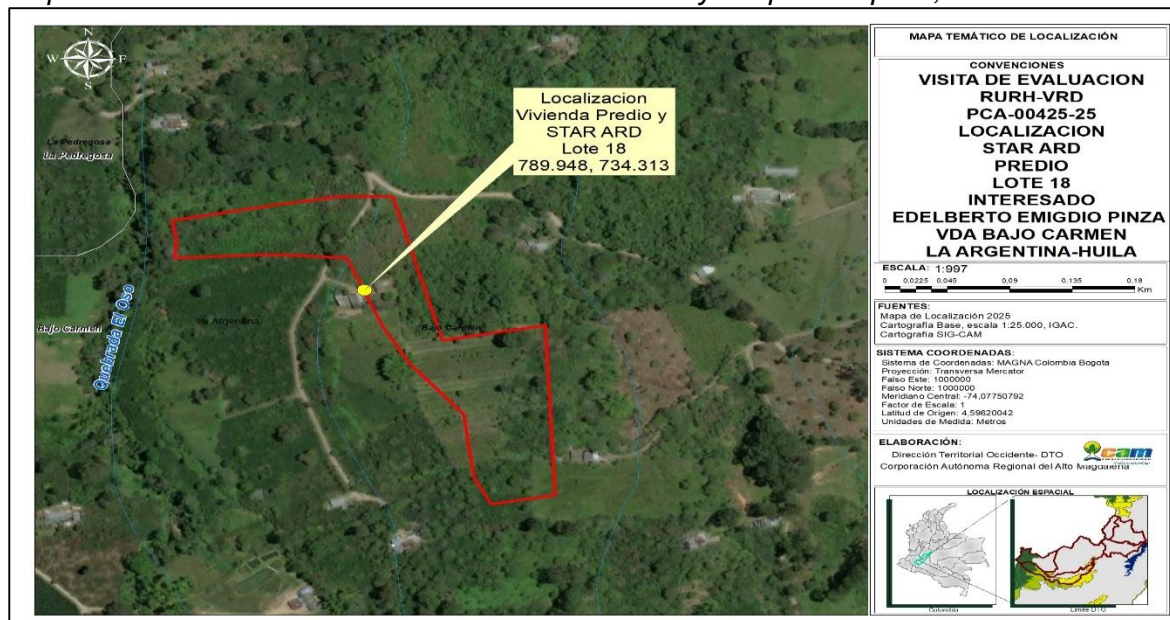 N
W E
S
La Pedregosa
La Pedregosa
Bajo Carmen
Quebrada El Oso
Argentina
Bajo Carmen
Localizacion
Vivienda Predio y
STAR ARD
Lote 18
789.948, 734.313
MAPA TEMÁTICO DE LOCALIZACIÓN
CONVENCIONES
VISITA DE EVALUACION
RURH-VRD
PCA-00425-25
LOCALIZACION
STAR ARD
PREDIO
LOTE 18
INTERESADO
EDELBERTO EMIGDIO PINZA
VDA BAJO CARMEN
LA ARGENTINA-HUILA
ESCALA: 1:997
0 0,0225 0,045 0,09 0,135 0,18
Km
FUENTES:
Mapa de Localización 2025
Cartografía Base, escala 1:25.000, IGAC.
Cartografía SIG-CAM
SISTEMA COORDENADAS:
Sistema de Coordenadas: MAGNA Colombia Bogota
Proyección: Transversa Mercator
Falso Este: 1000000
Falso Norte: 1000000
Meridiano Central: -74,07750792
Factor de Escala: 1
Latitud de Origen: 4,59620042
Unidades de Medida: Metros
ELABORACIÓN:
Dirección Territorial Occidente- DTO
cam
Corporación Autónoma Regional del Alto Magdalena
LOCALIZACIÓN ESPACIAL
Colombia
Limite DTO